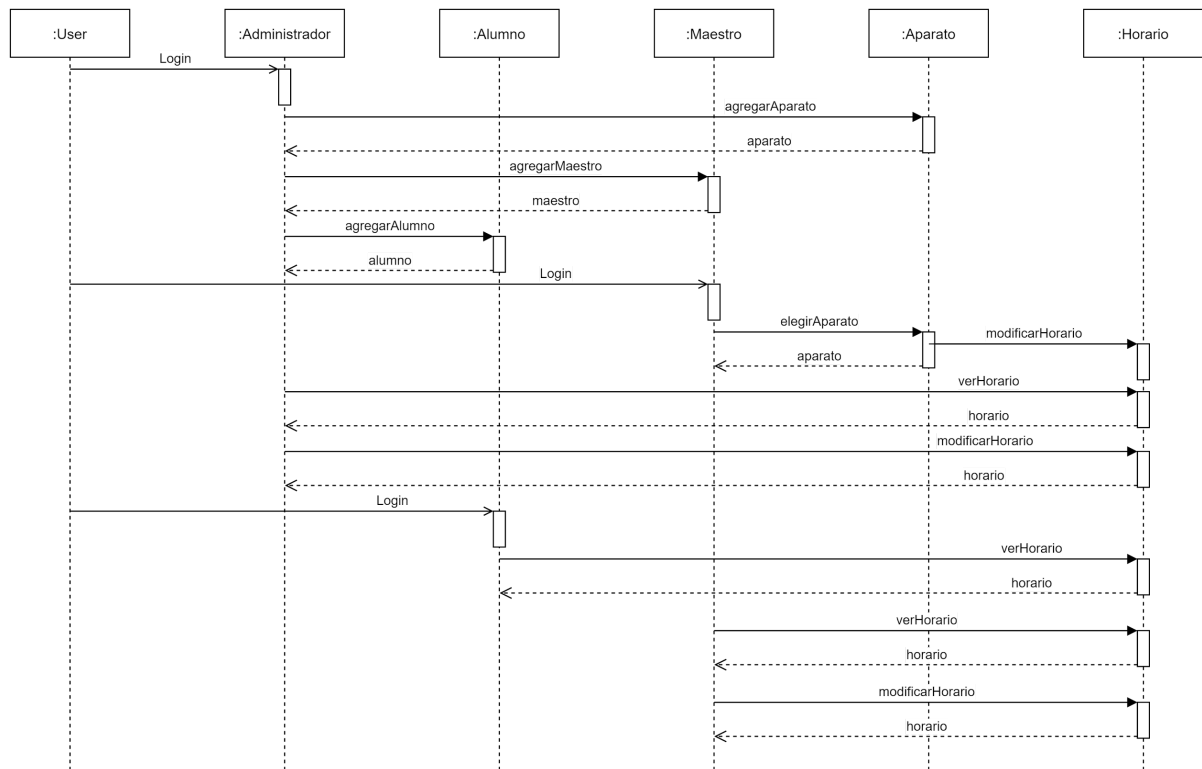 :User
:Administrador
:Alumno
:Maestro
:Aparato
:Horario
Login
agregarAparato
aparato
agregarMaestro
maestro
agregarAlumno
alumno
Login
elegirAparato
modificarHorario
aparato
verHorario
horario
modificarHorario
horario
Login
verHorario
horario
verHorario
horario
modificarHorario
horario